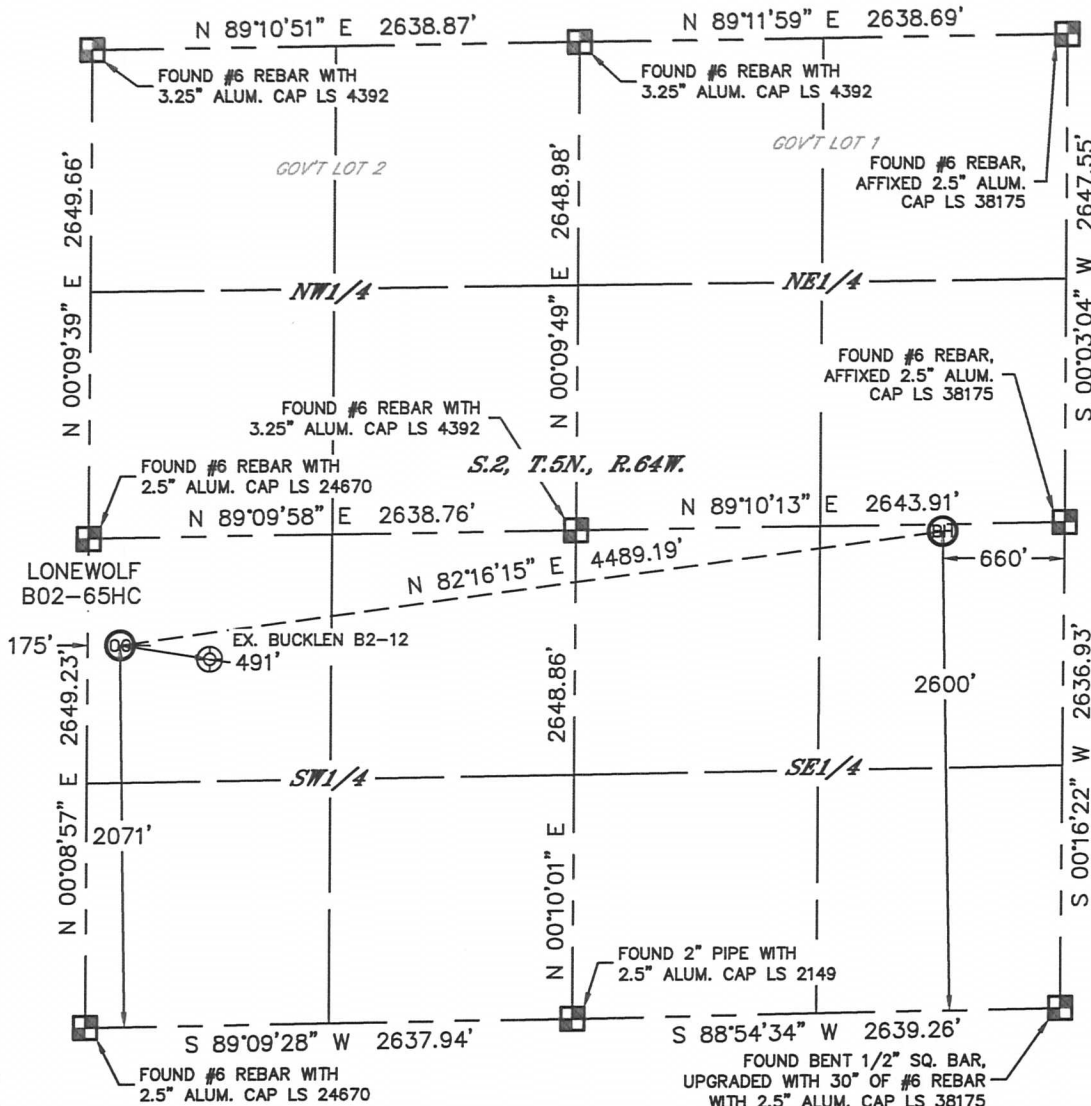 N 89°10'51" E 2638.87'
N 89°11'59" E 2638.69'
FOUND #6 REBAR WITH
3.25" ALUM. CAP LS 4392
FOUND #6 REBAR WITH
3.25" ALUM. CAP LS 4392
GOV'T LOT 2
GOV'T LOT 1
FOUND #6 REBAR,
AFFIXED 2.5" ALUM.
CAP LS 38175
N 00°09'39" E 2649.66'
N 00°09'49" E 2648.98'
S 00°03'04" W 2647.55'
NW1/4
NE1/4
FOUND #6 REBAR,
AFFIXED 2.5" ALUM.
CAP LS 38175
FOUND #6 REBAR WITH
3.25" ALUM. CAP LS 4392
S.2, T.5N., R.64W.
FOUND #6 REBAR WITH
2.5" ALUM. CAP LS 24670
N 89°09'58" E 2638.76'
N 89°10'13" E 2643.91'
BH
660'
LONEWOLF
B02-65HC
N 82°16'15" E 4489.19'
175'
OG
EX. BUCKLEN B2-12
491'
N 00°08'57" E 2649.23'
N 00°10'01" E 2648.86'
2600'
S 00°16'22" W 2636.93'
SW1/4
SE1/4
2071'
FOUND 2" PIPE WITH
2.5" ALUM. CAP LS 2149
S 89°09'28" W 2637.94'
S 88°54'34" W 2639.26'
FOUND #6 REBAR WITH
2.5" ALUM. CAP LS 24670
FOUND BENT 1/2" SQ. BAR,
UPGRADED WITH 30" OF #6 REBAR
WITH 2.5" ALUM. CAP LS 38175